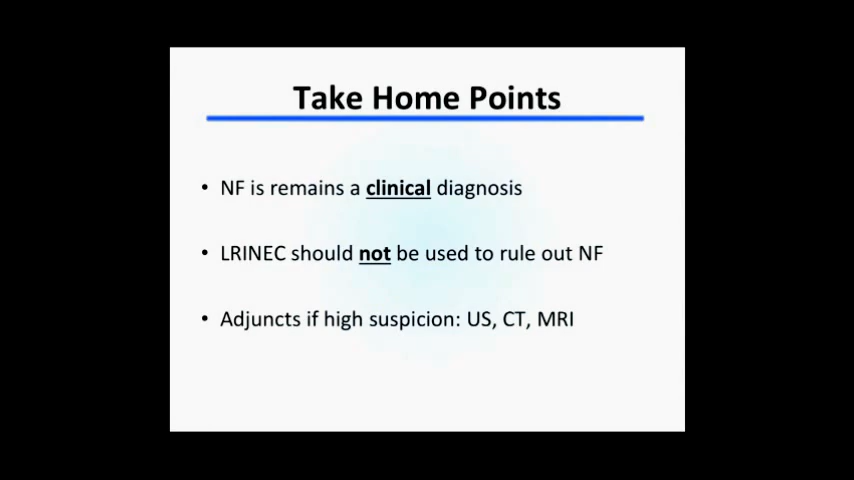 Take Home Points
• NF is remains a clinical diagnosis
• LRINEC should not be used to rule out NF
• Adjuncts if high suspicion: US, CT, MRI